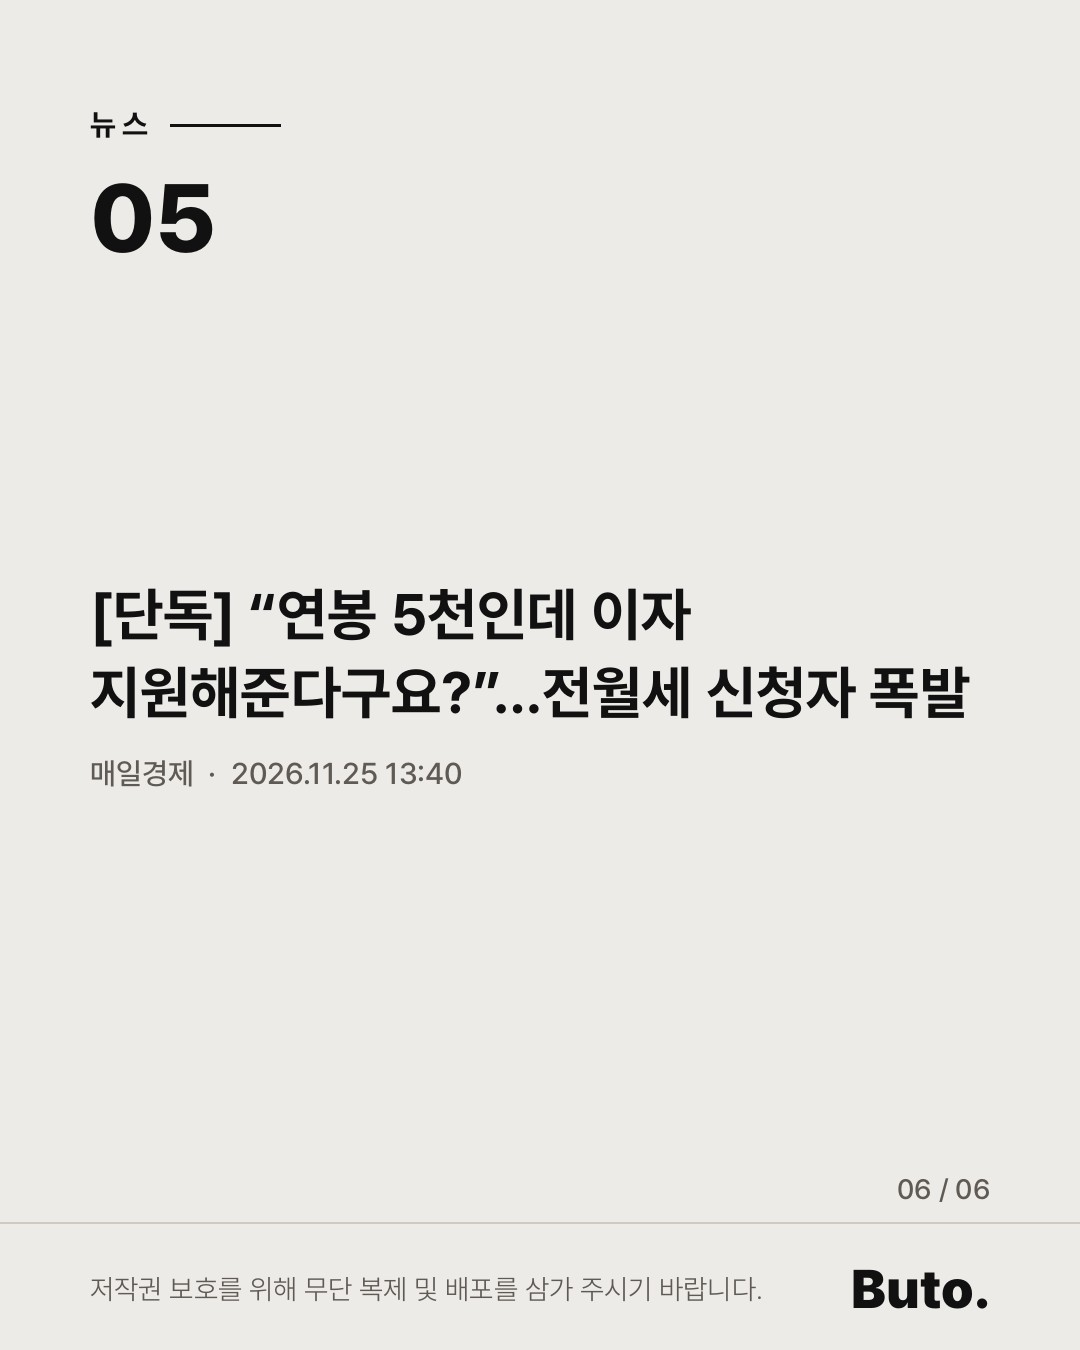 뉴스
05
[단독] “연봉 5천인데 이자
지원해준다구요?”...전월세 신청자 폭발
매일경제 · 2026.11.25 13:40
06 / 06
저작권 보호를 위해 무단 복제 및 배포를 삼가 주시기 바랍니다.
Buto.